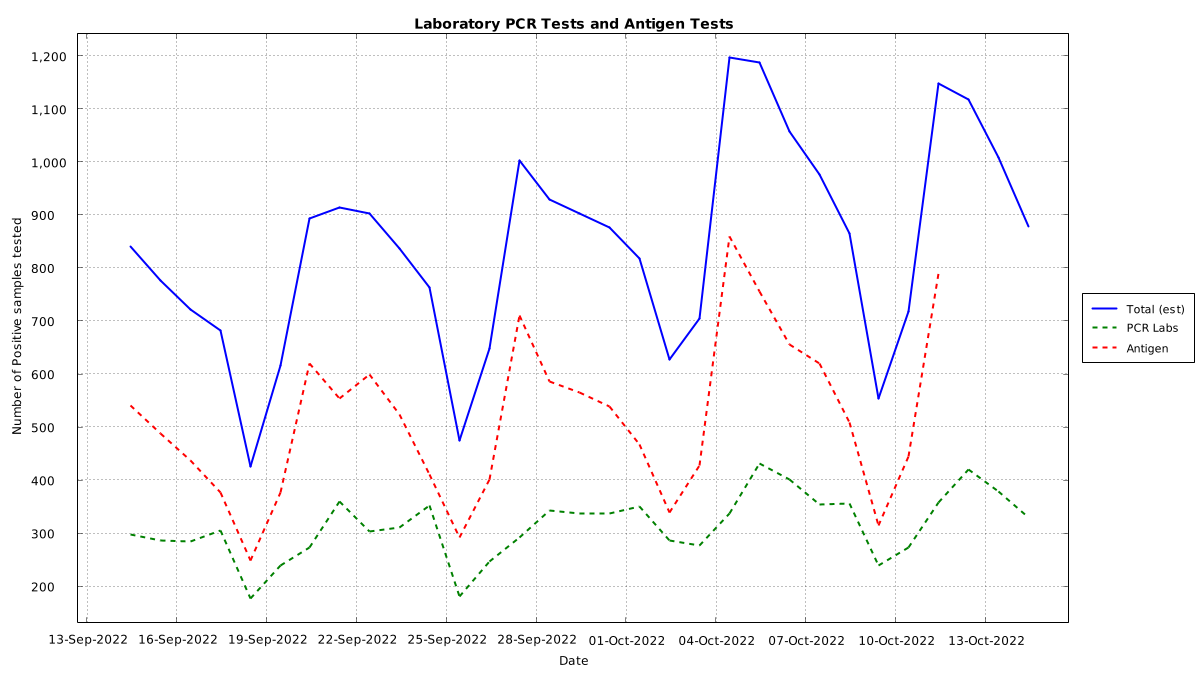 Laboratory PCR Tests and Antigen Tests
1,200
1,100
1,000
900
800
700
600
500
400
300
200
Number of Positive samples tested
13-Sep-2022 16-Sep-2022 19-Sep-2022 22-Sep-2022 25-Sep-2022 28-Sep-2022 01-Oct-2022 04-Oct-2022 07-Oct-2022 10-Oct-2022 13-Oct-2022
Date
Total (est)
PCR Labs
Antigen